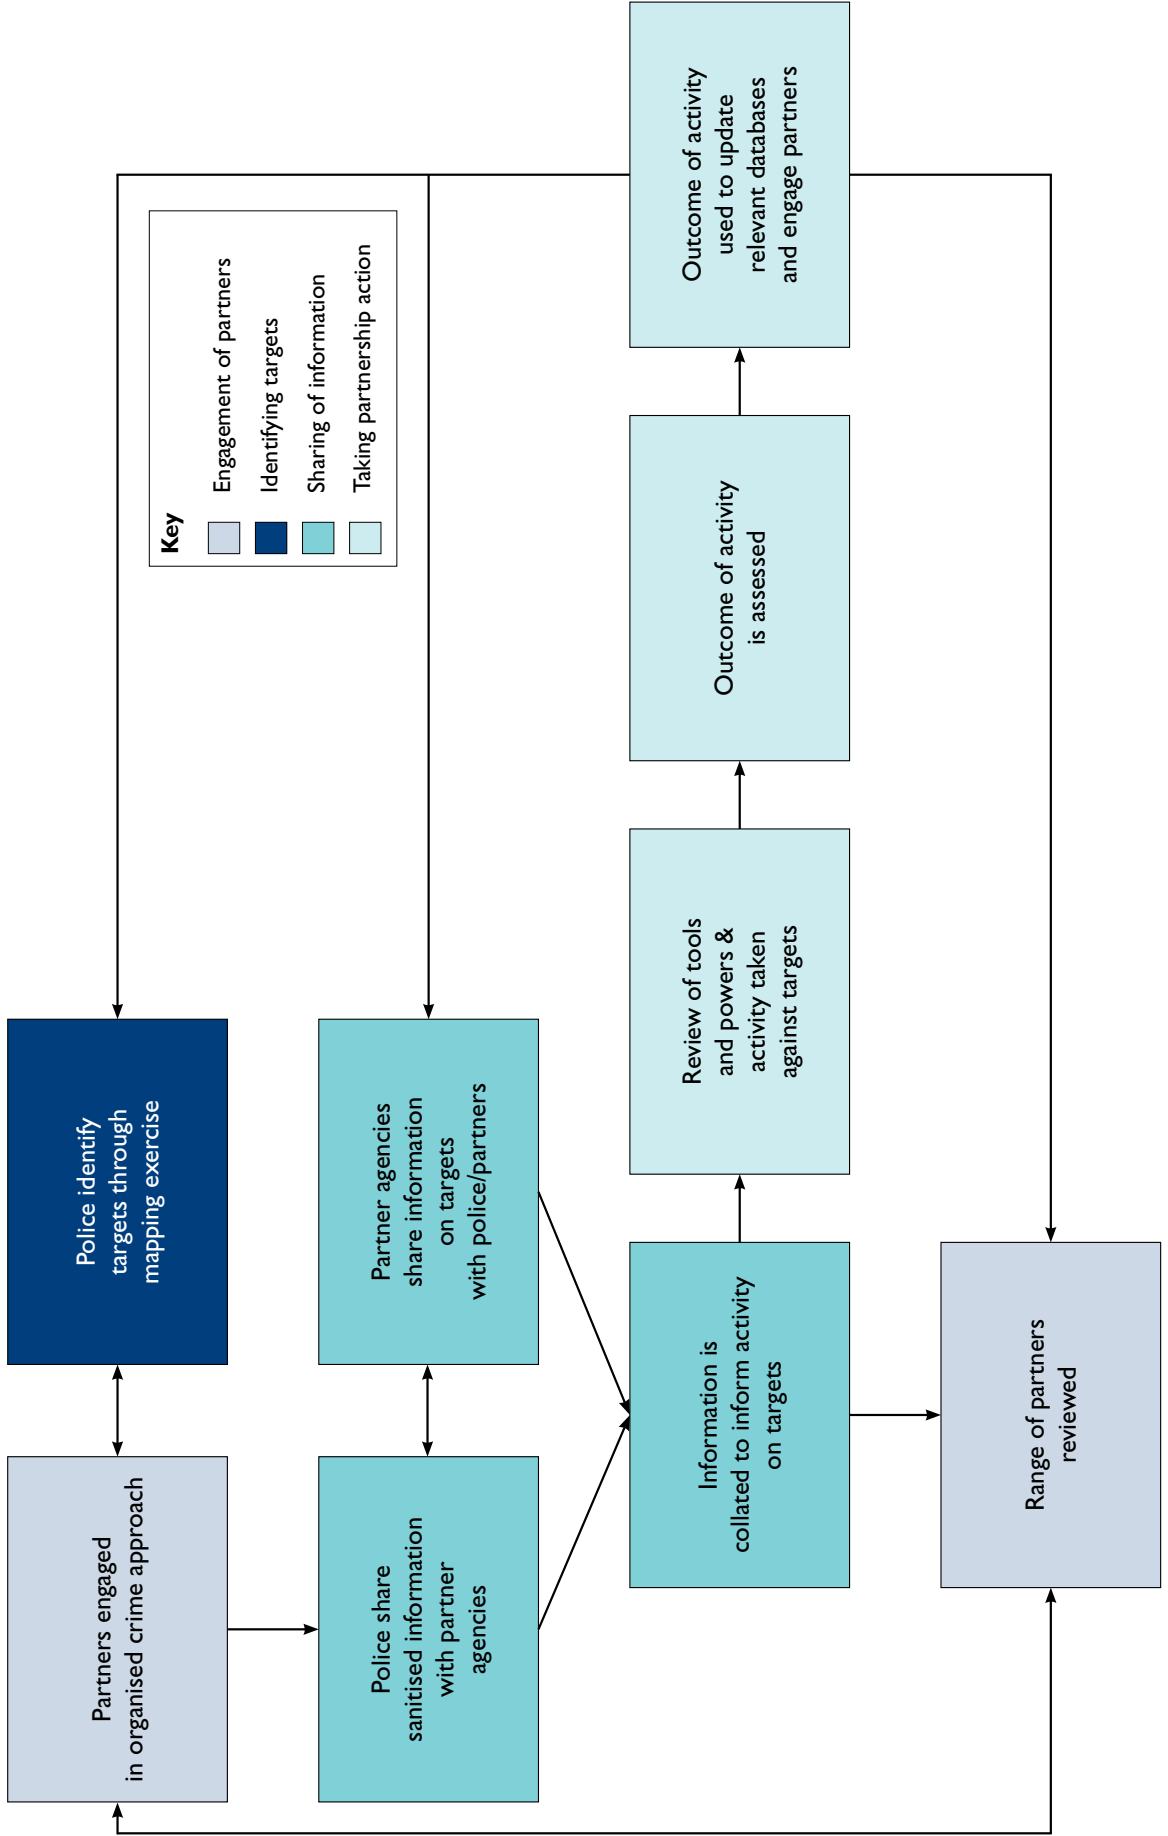 Partners engaged
in organised crime approach
Police identify
targets through
mapping exercise
Key
Engagement of partners
Identifying targets
Sharing of information
Taking partnership action
Police share
sanitised information
with partner
agencies
Partner agencies
share information
on targets
with police/partners
Information is
collated to inform activity
on targets
Review of tools
and powers &
activity taken
against targets
Outcome of activity
is assessed
Outcome of activity
used to update
relevant databases
and engage partners
Range of partners
reviewed